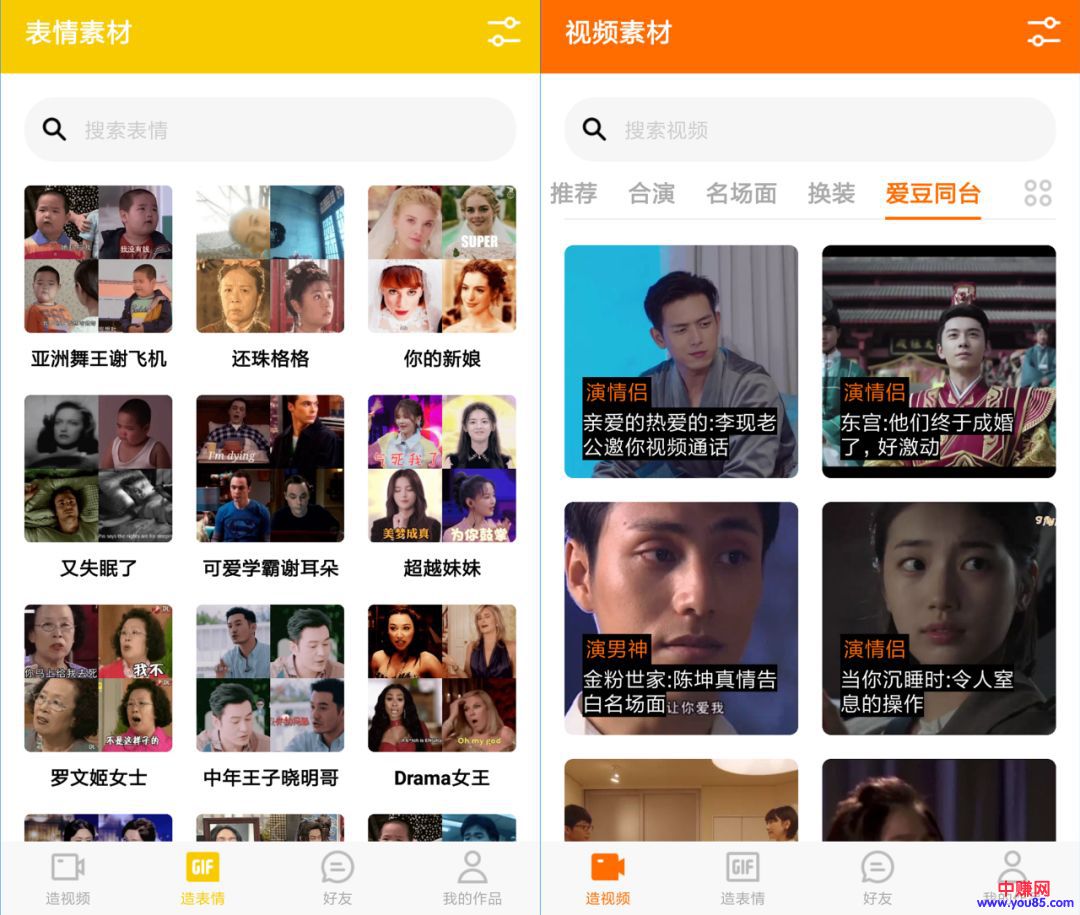 表情素材
搜索表情
我没有钱
SUPER
亚洲舞王谢飞机
还珠格格
你的新娘
I'm dying
气死我了
美梦成真
为你鼓掌
又失眠了
可爱学霸谢耳朵
超越妹妹
你马上给我去死
我不
不是这样子的
Oh my god
罗文姬女士
中年王子晓明哥
Drama女王
造视频
GIF
造表情
好友
我的作品
视频素材
搜索视频
推荐
合演
名场面
换装
爱豆同台
演情侣
亲爱的热爱的:李现老
公邀你视频通话
演情侣
东宫:他们终于成婚
了，好激动
演男神
金粉世家:陈坤真情告
白名场面
让你爱我
演情侣
当你沉睡时:令人窒
息的操作
造视频
GIF
造表情
好友
我的作品
中赚网
www.you85.com